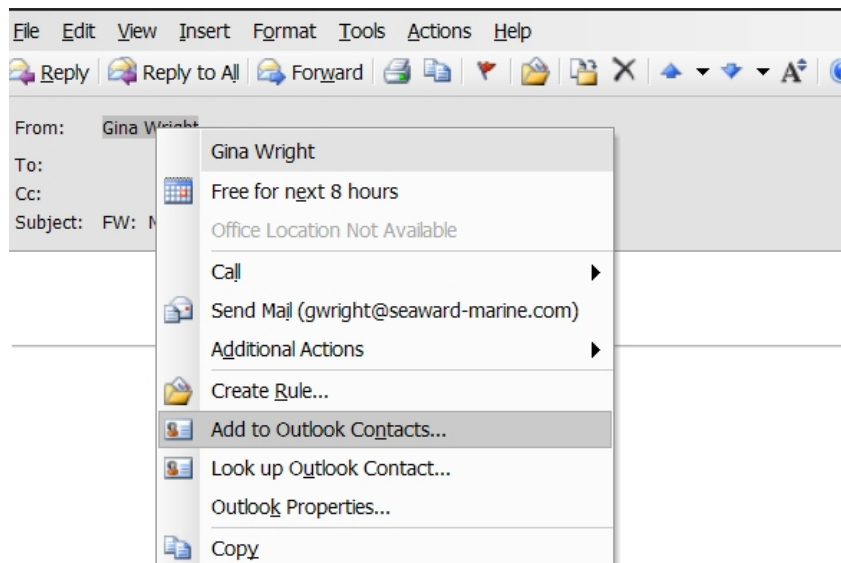 File Edit View Insert Format Tools Actions Help
Reply Reply to All Forward
From: Gina Wright
To:
Cc:
Subject: FW:
Gina Wright
Free for next 8 hours
Office Location Not Available
Call
Send Mail (gwright@seaward-marine.com)
Additional Actions
Create Rule...
Add to Outlook Contacts...
Look up Outlook Contact...
Outlook Properties...
Copy